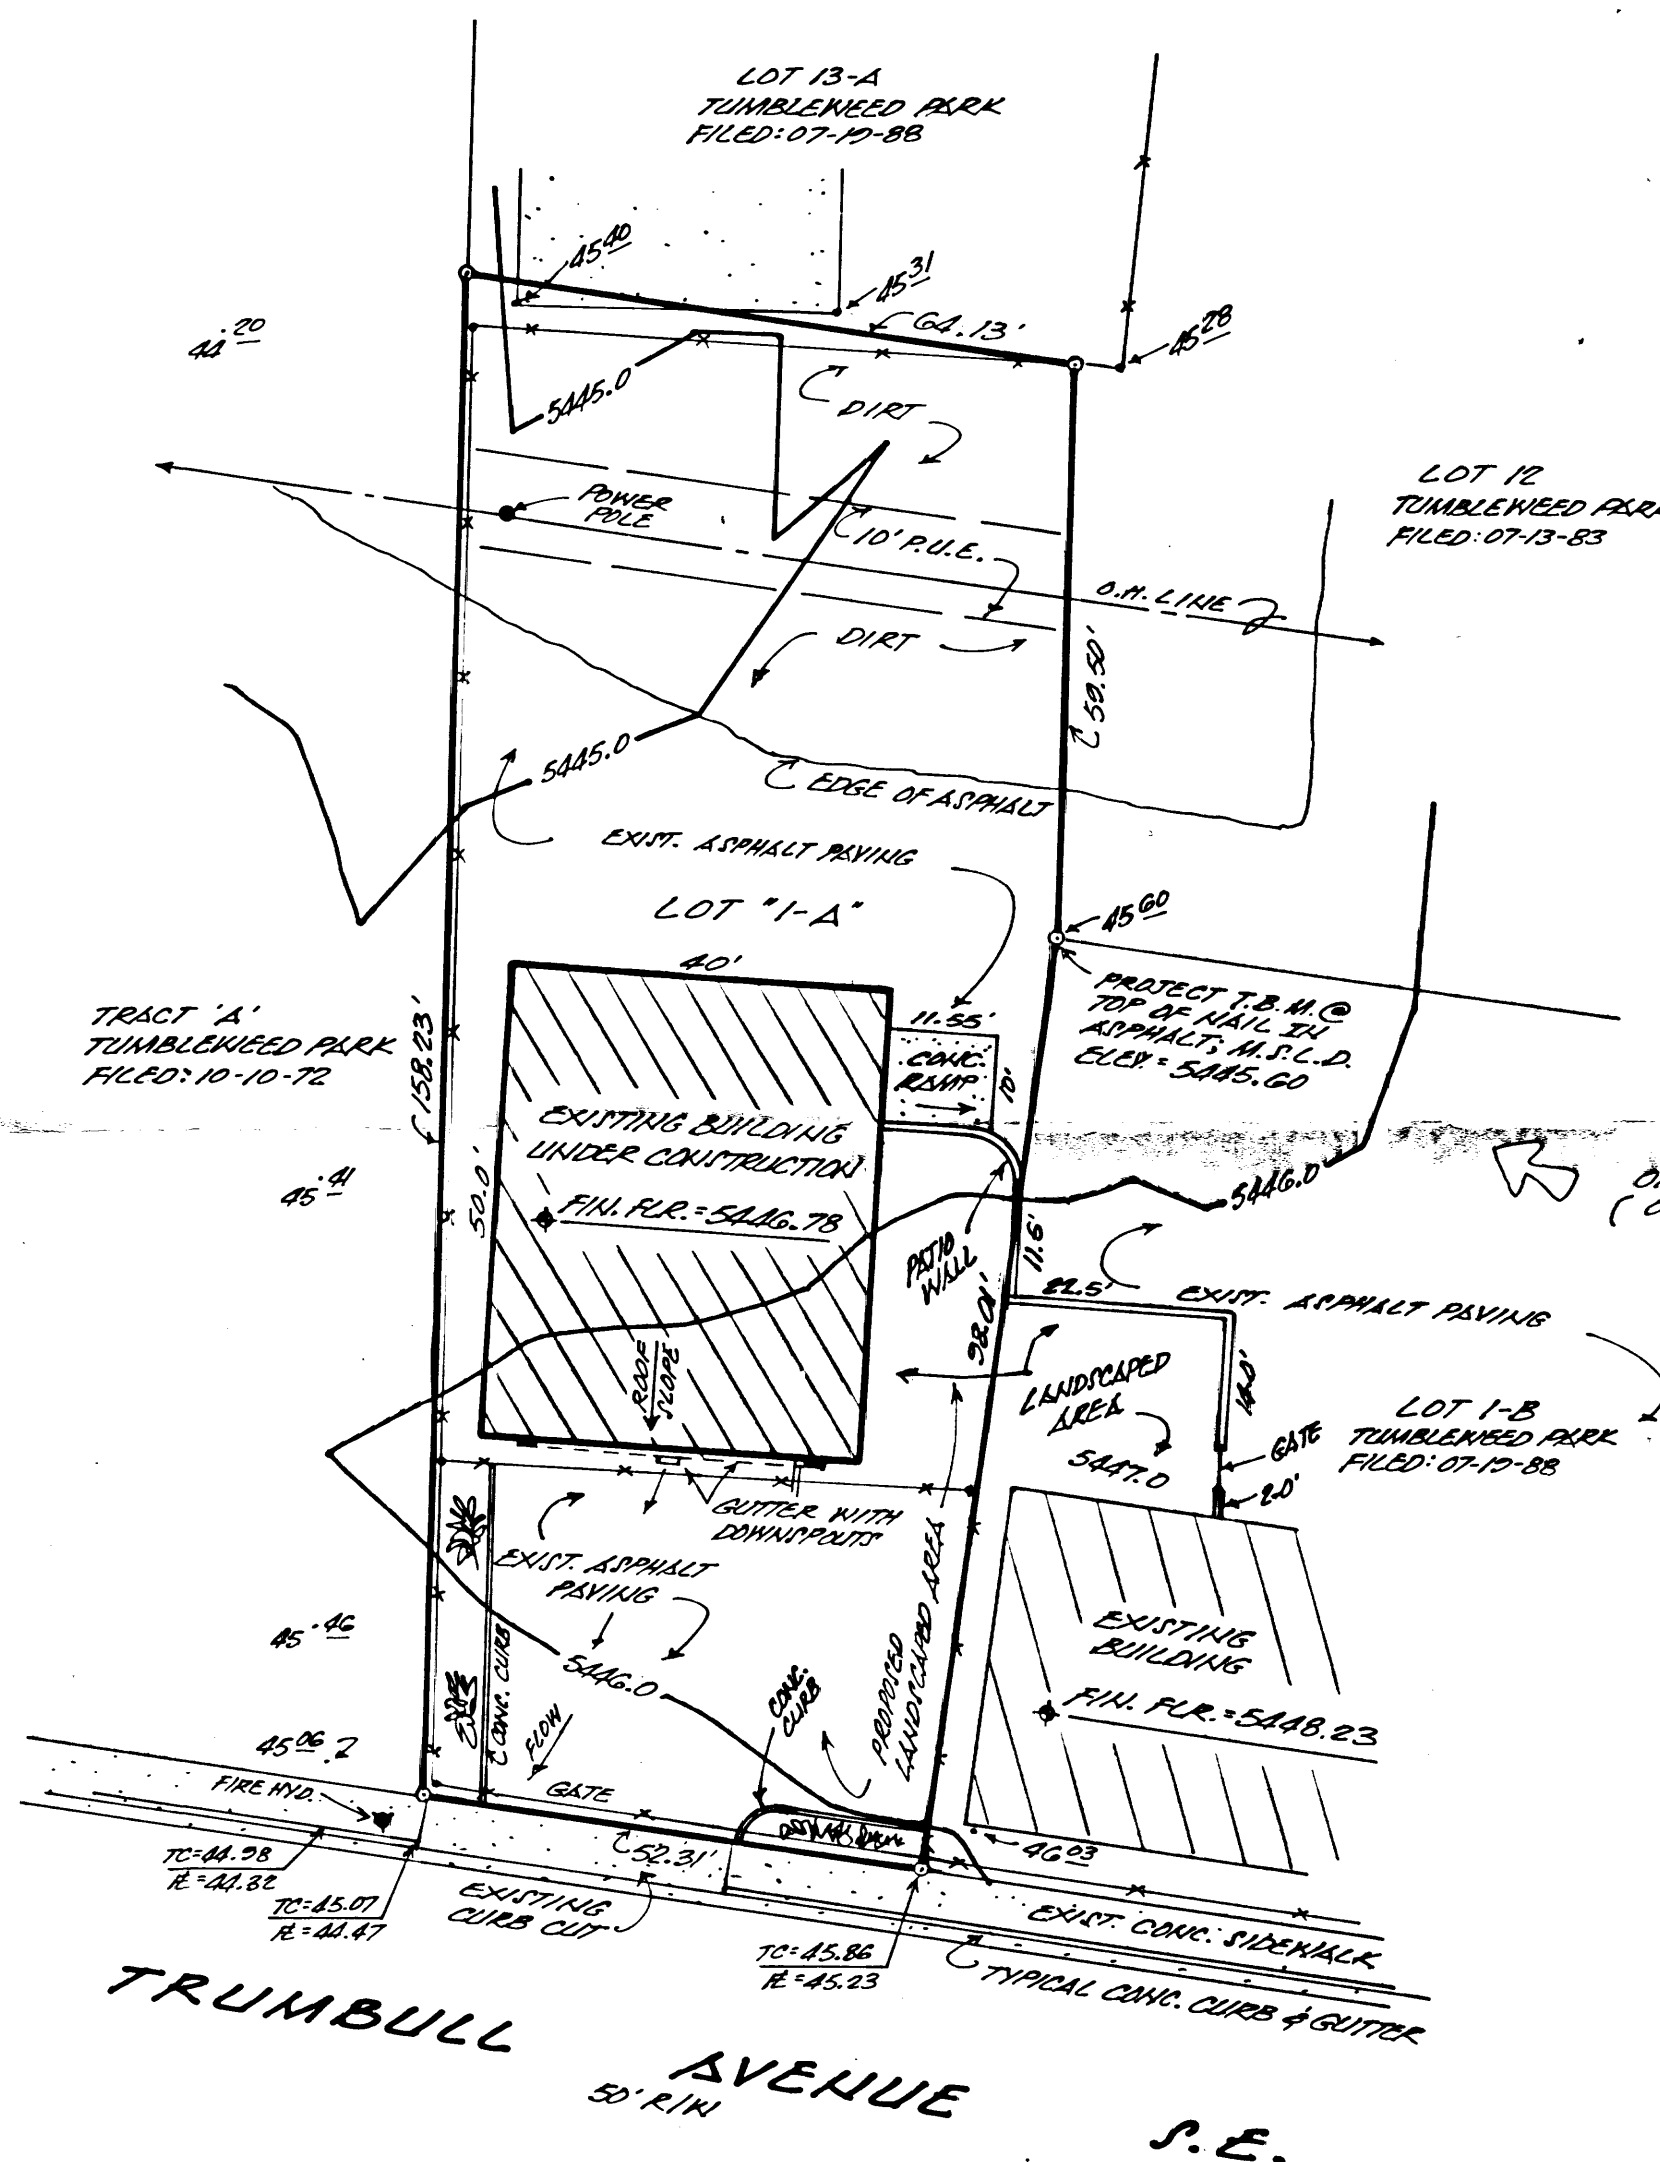 LOT 13-A
TUMBLEWEED PARK
FILED: 07-19-88
45 40
45 31
64.13'
45 28
44.20
5445.0
DIRT
POWER
POLE
10' P.U.E.
O.H. LINE
LOT 12
TUMBLEWEED PARK
FILED: 07-13-83
DIRT
59.50'
5445.0
EDGE OF ASPHALT
EXIST. ASPHALT PAVING
LOT "1-A"
45 60
PROJECT T.B.M. @
TOP OF NAIL IN
ASPHALT; M.S.L.D.
ELEV. = 5445.60
40'
11.55'
CONC.
RAMP
10'
TRACT 'A'
TUMBLEWEED PARK
FILED: 10-10-72
158.23'
EXISTING BUILDING
UNDER CONSTRUCTION
FIN. FLR. = 5446.78
50.0'
45.41
5446.0
PATIO
WALL
11.6'
98.01'
22.5'
EXIST. ASPHALT PAVING
ROOF
SLOPE
LANDSCAPED
AREA
14.0'
5447.0
GATE
2.0'
LOT 1-B
TUMBLEWEED PARK
FILED: 07-19-88
GUTTER WITH
DOWNSPOUTS
EXIST. ASPHALT
PAVING
45.46
CONC. CURB
5446.0
CONC.
CURB
PROPOSED
LANDSCAPED AREA
EXISTING
BUILDING
FIN. FLR. = 5448.23
FLOW
45 06 .?
FIRE HYD.
GATE
52.31'
46 03
TC=44.98
FL=44.32
TC=45.07
FL=44.47
EXISTING
CURB CUT
TC=45.86
FL=45.23
EXIST. CONC. SIDEWALK
TYPICAL CONC. CURB & GUTTER
TRUMBULL AVENUE S.E.
50' R/W